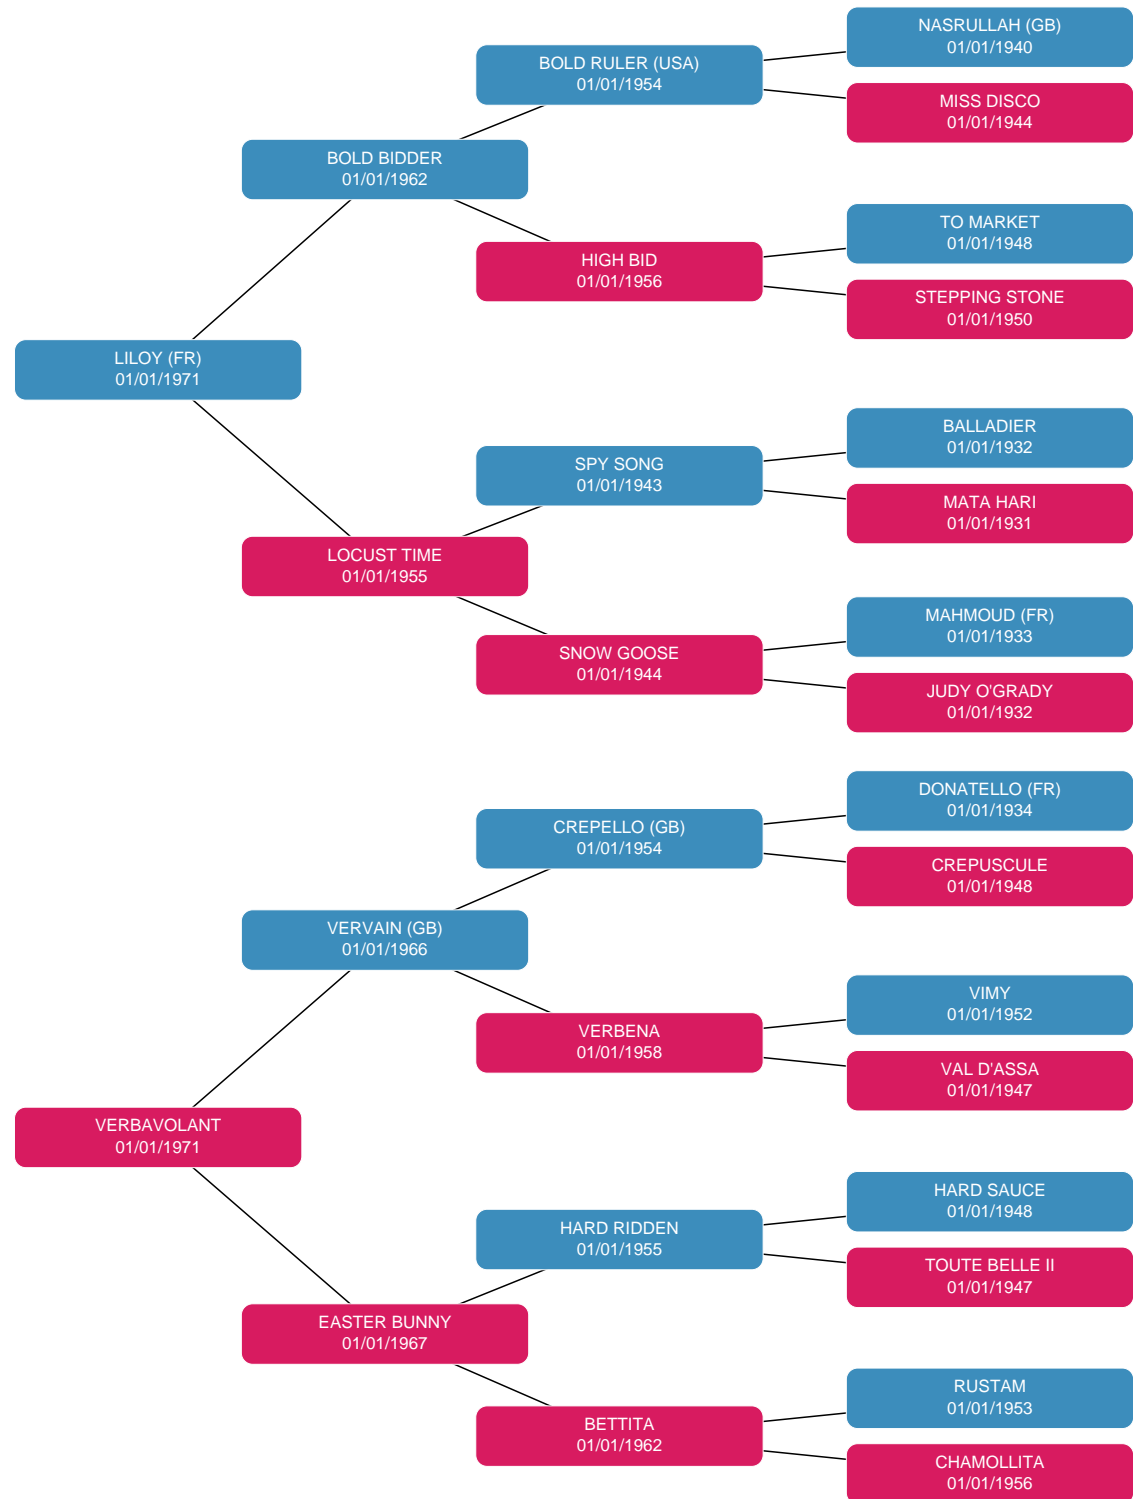 NASRULLAH (GB)
01/01/1940
BOLD RULER (USA)
01/01/1954
MISS DISCO
01/01/1944
BOLD BIDDER
01/01/1962
TO MARKET
01/01/1948
HIGH BID
01/01/1956
STEPPING STONE
01/01/1950
LILOY (FR)
01/01/1971
BALLADIER
01/01/1932
SPY SONG
01/01/1943
MATA HARI
01/01/1931
LOCUST TIME
01/01/1955
MAHMOUD (FR)
01/01/1933
SNOW GOOSE
01/01/1944
JUDY O'GRADY
01/01/1932
DONATELLO (FR)
01/01/1934
CREPELLO (GB)
01/01/1954
CREPUSCULE
01/01/1948
VERVAIN (GB)
01/01/1966
VIMY
01/01/1952
VERBENA
01/01/1958
VAL D'ASSA
01/01/1947
VERBAVOLANT
01/01/1971
HARD SAUCE
01/01/1948
HARD RIDDEN
01/01/1955
TOUTE BELLE II
01/01/1947
EASTER BUNNY
01/01/1967
RUSTAM
01/01/1953
BETTITA
01/01/1962
CHAMOLLITA
01/01/1956